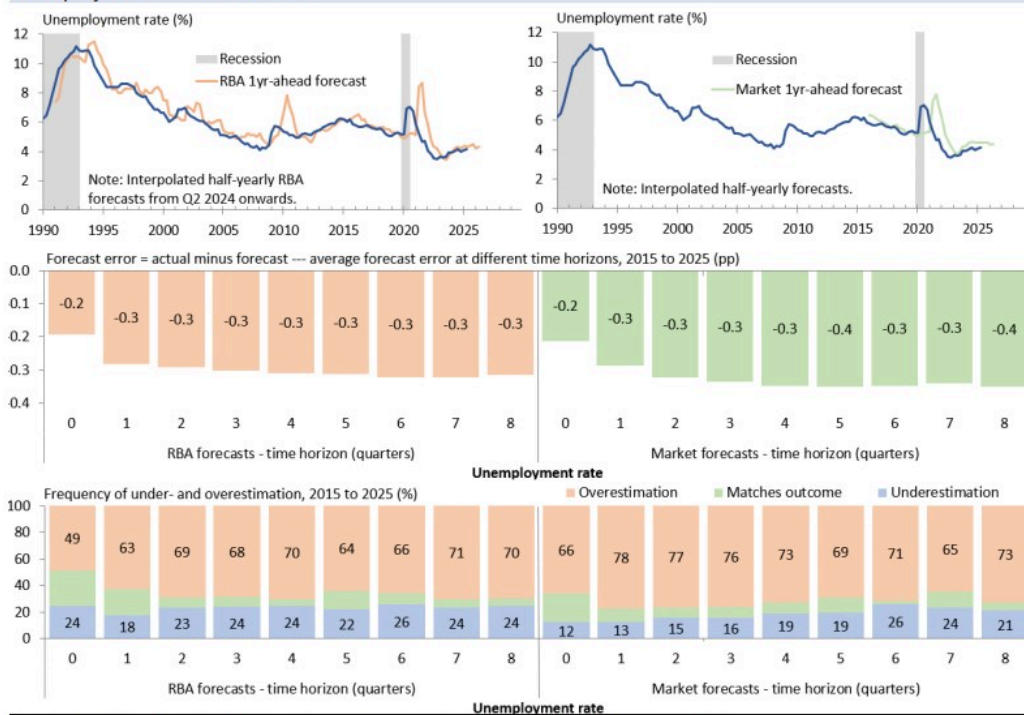 Unemployment rate (%)
12
10
8
6
4
2
0
Recession
RBA 1yr-ahead forecast
Note: Interpolated half-yearly RBA
forecasts from Q2 2024 onwards.
1990 1995 2000 2005 2010 2015 2020 2025
Unemployment rate (%)
12
10
8
6
4
2
0
Recession
Market 1yr-ahead forecast
Note: Interpolated half-yearly forecasts.
1990 1995 2000 2005 2010 2015 2020 2025
Forecast error = actual minus forecast --- average forecast error at different time horizons, 2015 to 2025 (pp)
0.0
-0.1
-0.2
-0.3
-0.4
-0.2 -0.3 -0.3 -0.3 -0.3 -0.3 -0.3 -0.3 -0.3
-0.2 -0.3 -0.3 -0.3 -0.3 -0.4 -0.3 -0.3 -0.4
0 1 2 3 4 5 6 7 8
0 1 2 3 4 5 6 7 8
RBA forecasts - time horizon (quarters)
Market forecasts - time horizon (quarters)
Unemployment rate
Frequency of under- and overestimation, 2015 to 2025 (%)
Overestimation
Matches outcome
Underestimation
100
80
60
40
20
0
49 63 69 68 70 64 66 71 70
66 78 77 76 73 69 71 65 73
24 18 23 24 24 22 26 24 24
12 13 15 16 19 19 26 24 21
0 1 2 3 4 5 6 7 8
0 1 2 3 4 5 6 7 8
RBA forecasts - time horizon (quarters)
Market forecasts - time horizon (quarters)
Unemployment rate